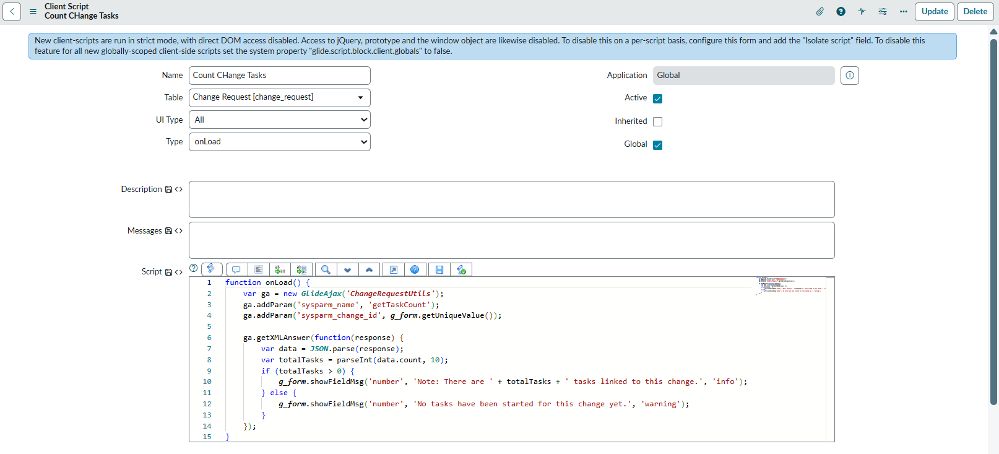 Client Script
Count CHange Tasks
Update
Delete
New client-scripts are run in strict mode, with direct DOM access disabled. Access to jQuery, prototype and the window object are likewise disabled. To disable this on a per-script basis, configure this form and add the "Isolate script" field. To disable this
feature for all new globally-scoped client-side scripts set the system property "glide.script.block.client.globals" to false.
Name Count CHange Tasks
Application Global
Table Change Request [change_request]
Active
UI Type All
Inherited
Type onLoad
Global
Description
Messages
Script
1 function onLoad() {
2 var ga = new GlideAjax('ChangeRequestUtils');
3 ga.addParam('sysparm_name', 'getTaskCount');
4 ga.addParam('sysparm_change_id', g_form.getUniqueValue());
5
6 ga.getXMLAnswer(function(response) {
7 var data = JSON.parse(response);
8 var totalTasks = parseInt(data.count, 10);
9 if (totalTasks > 0) {
10 g_form.showFieldMsg('number', 'Note: There are ' + totalTasks + ' tasks linked to this change.', 'info');
11 } else {
12 g_form.showFieldMsg('number', 'No tasks have been started for this change yet.', 'warning');
13 }
14 });
15 }